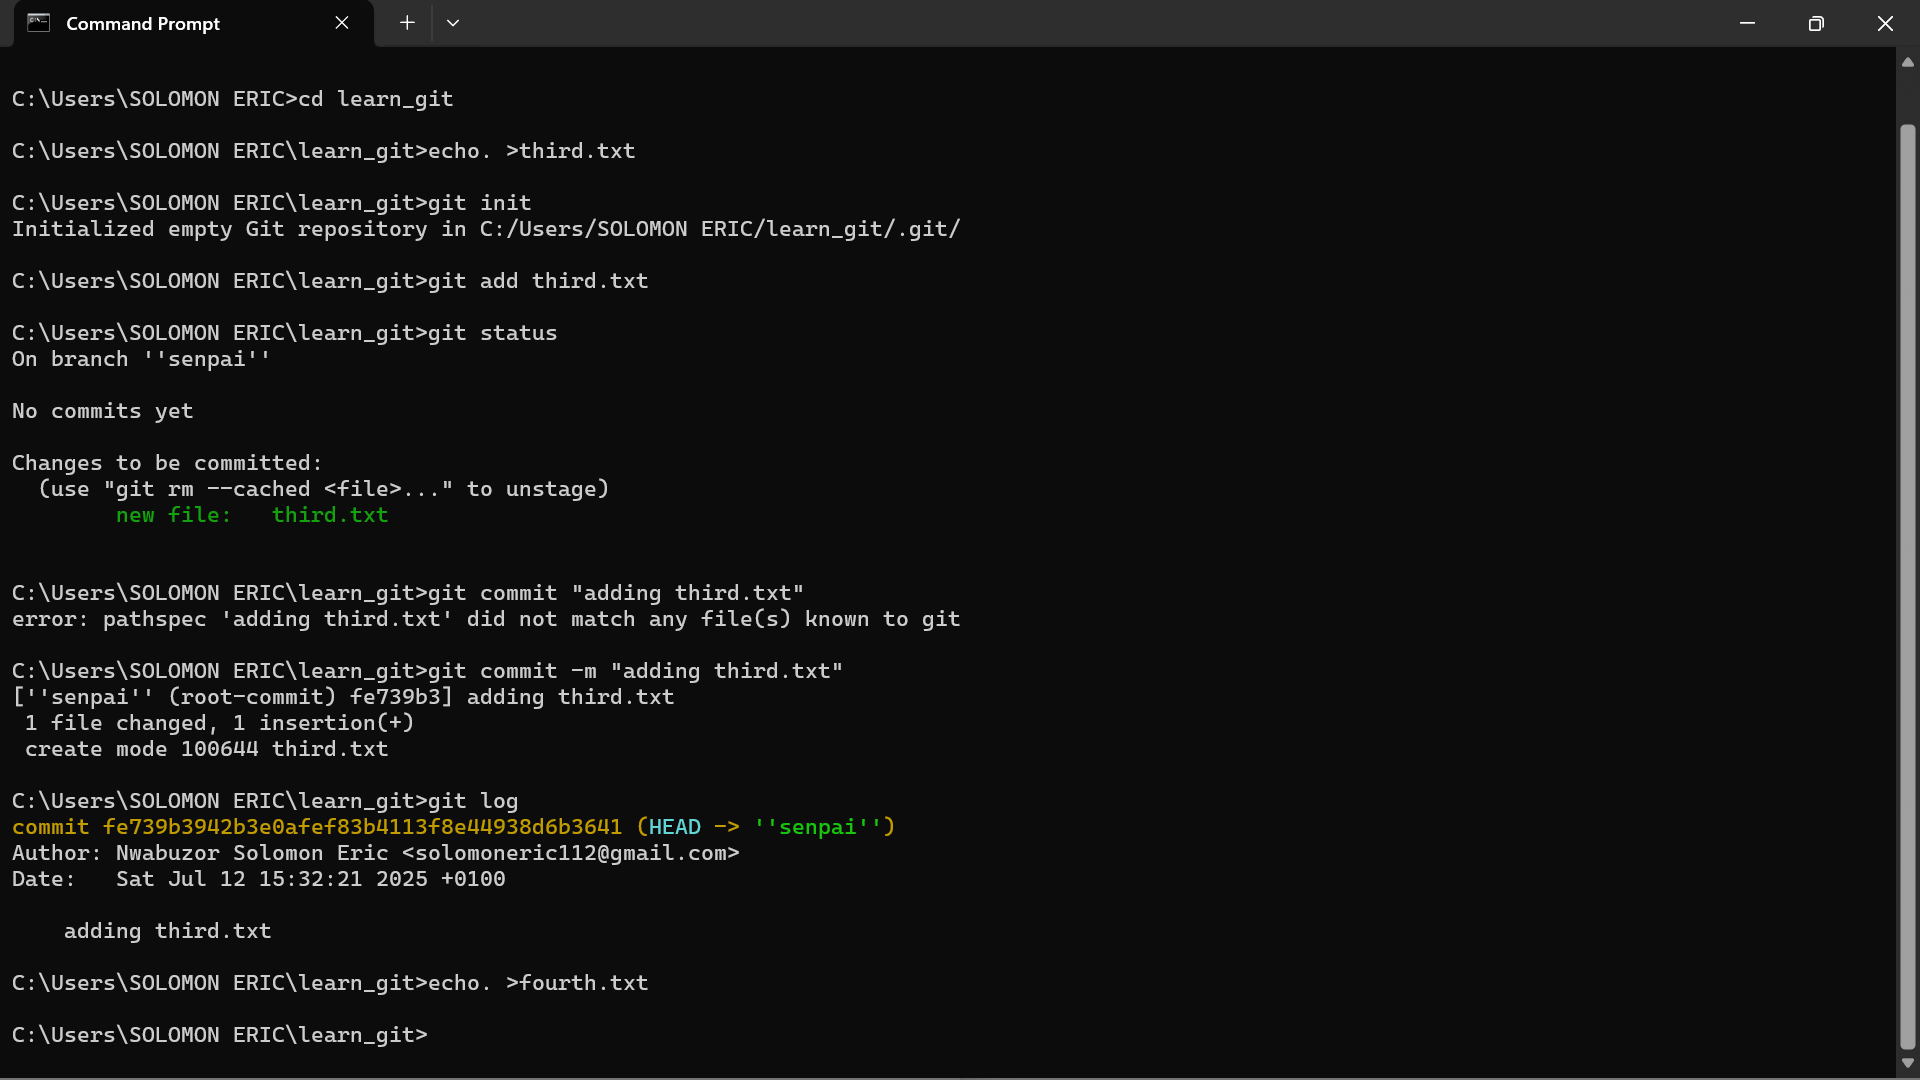 Command Prompt
C:\Users\SOLOMON ERIC>cd learn_git
C:\Users\SOLOMON ERIC\learn_git>echo. >third.txt
C:\Users\SOLOMON ERIC\learn_git>git init
Initialized empty Git repository in C:/Users/SOLOMON ERIC/learn_git/.git/
C:\Users\SOLOMON ERIC\learn_git>git add third.txt
C:\Users\SOLOMON ERIC\learn_git>git status
On branch ''senpai''
No commits yet
Changes to be committed:
  (use "git rm --cached <file>..." to unstage)
        new file:   third.txt
C:\Users\SOLOMON ERIC\learn_git>git commit "adding third.txt"
error: pathspec 'adding third.txt' did not match any file(s) known to git
C:\Users\SOLOMON ERIC\learn_git>git commit -m "adding third.txt"
[''senpai'' (root-commit) fe739b3] adding third.txt
 1 file changed, 1 insertion(+)
 create mode 100644 third.txt
C:\Users\SOLOMON ERIC\learn_git>git log
commit fe739b3942b3e0afef83b4113f8e44938d6b3641 (HEAD -> ''senpai'')
Author: Nwabuzor Solomon Eric <solomoneric112@gmail.com>
Date:   Sat Jul 12 15:32:21 2025 +0100
    adding third.txt
C:\Users\SOLOMON ERIC\learn_git>echo. >fourth.txt
C:\Users\SOLOMON ERIC\learn_git>